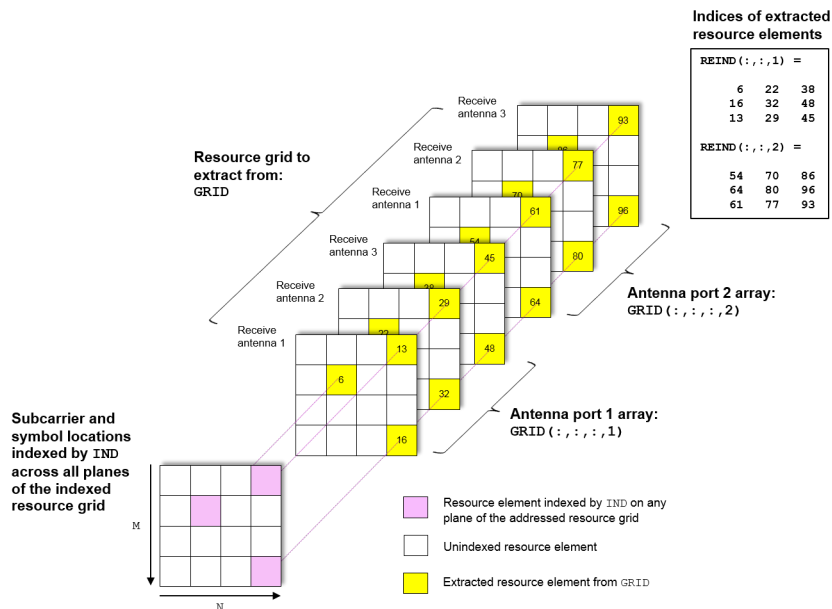 Indices of extracted
resource elements
REIND(:,:,1) =
6 22 38
16 32 48
13 29 45
REIND(:,:,2) =
54 70 86
64 80 96
61 77 93
Receive
antenna 3
93
86
96
Receive
antenna 2
77
70
80
Resource grid to
extract from:
GRID
Receive
antenna 1
61
54
64
Receive
antenna 3
45
38
48
Receive
antenna 2
29
22
32
Receive
antenna 1
13
6
16
Antenna port 2 array:
GRID(:,:,:,2)
Antenna port 1 array:
GRID(:,:,:,1)
Subcarrier and
symbol locations
indexed by IND
across all planes
of the indexed
resource grid
M
N
Resource element indexed by IND on any
plane of the addressed resource grid
Unindexed resource element
Extracted resource element from GRID